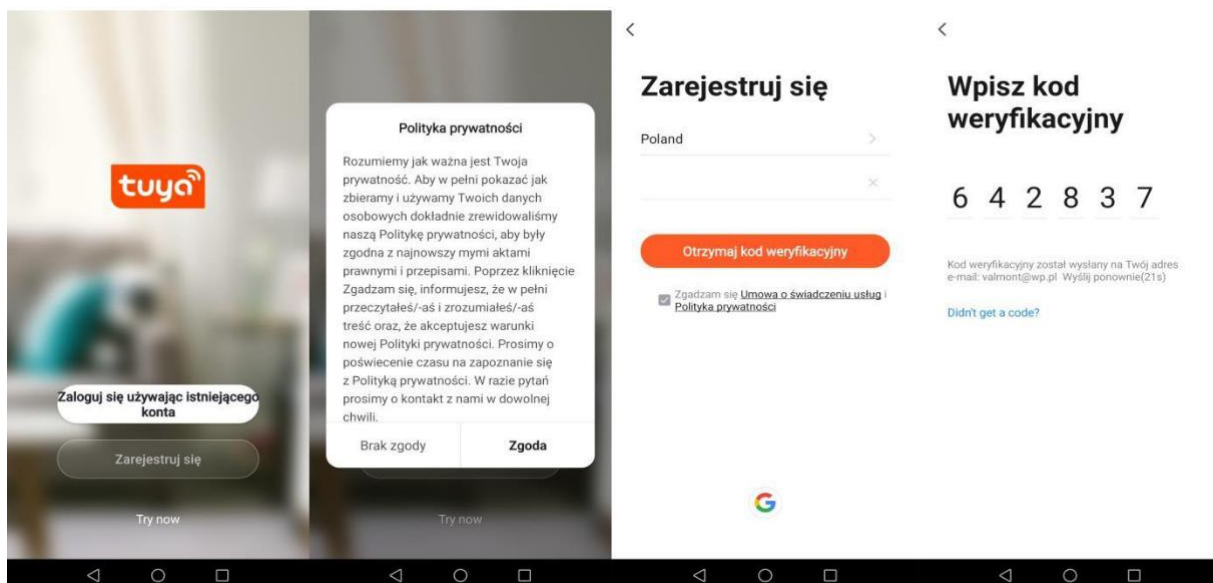 tuya
Zaloguj się używając istniejącego
konta
Zarejestruj się
Try now
Polityka prywatności
Rozumiemy jak ważna jest Twoja
prywatność. Aby w pełni pokazać jak
zbieramy i używamy Twoich danych
osobowych dokładnie zrewidowaliśmy
naszą Politykę prywatności, aby były
zgodna z najnowszy mymi aktami
prawnymi i przepisami. Poprzez kliknięcie
Zgadzam się, informujesz, że w pełni
przeczytałeś/-aś i zrozumiałeś/-aś
treść oraz, że akceptujesz warunki
nowej Polityki prywatności. Prosimy o
poświecenie czasu na zapoznanie się
z Polityką prywatności. W razie pytań
prosimy o kontakt z nami w dowolnej
chwili.
Brak zgody
Zgoda
Try now
Zarejestruj się
Poland
Otrzymaj kod weryfikacyjny
Zgadzam się Umowa o świadczeniu usług i
Polityka prywatności
Wpisz kod
weryfikacyjny
6 4 2 8 3 7
Kod weryfikacyjny został wysłany na Twój adres
e-mail: valmont@wp.pl Wyślij ponownie(21s)
Didn't get a code?